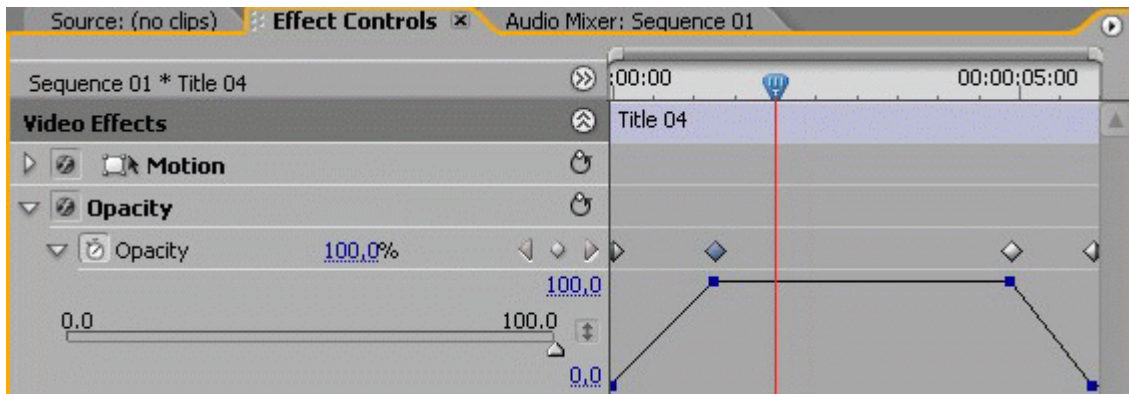 Source: (no clips) Effect Controls Audio Mixer: Sequence 01
Sequence 01 * Title 04 :00:00 00:00:05:00
Video Effects Title 04
Motion
Opacity
Opacity 100,0%
100,0
0.0 100.0
0,0